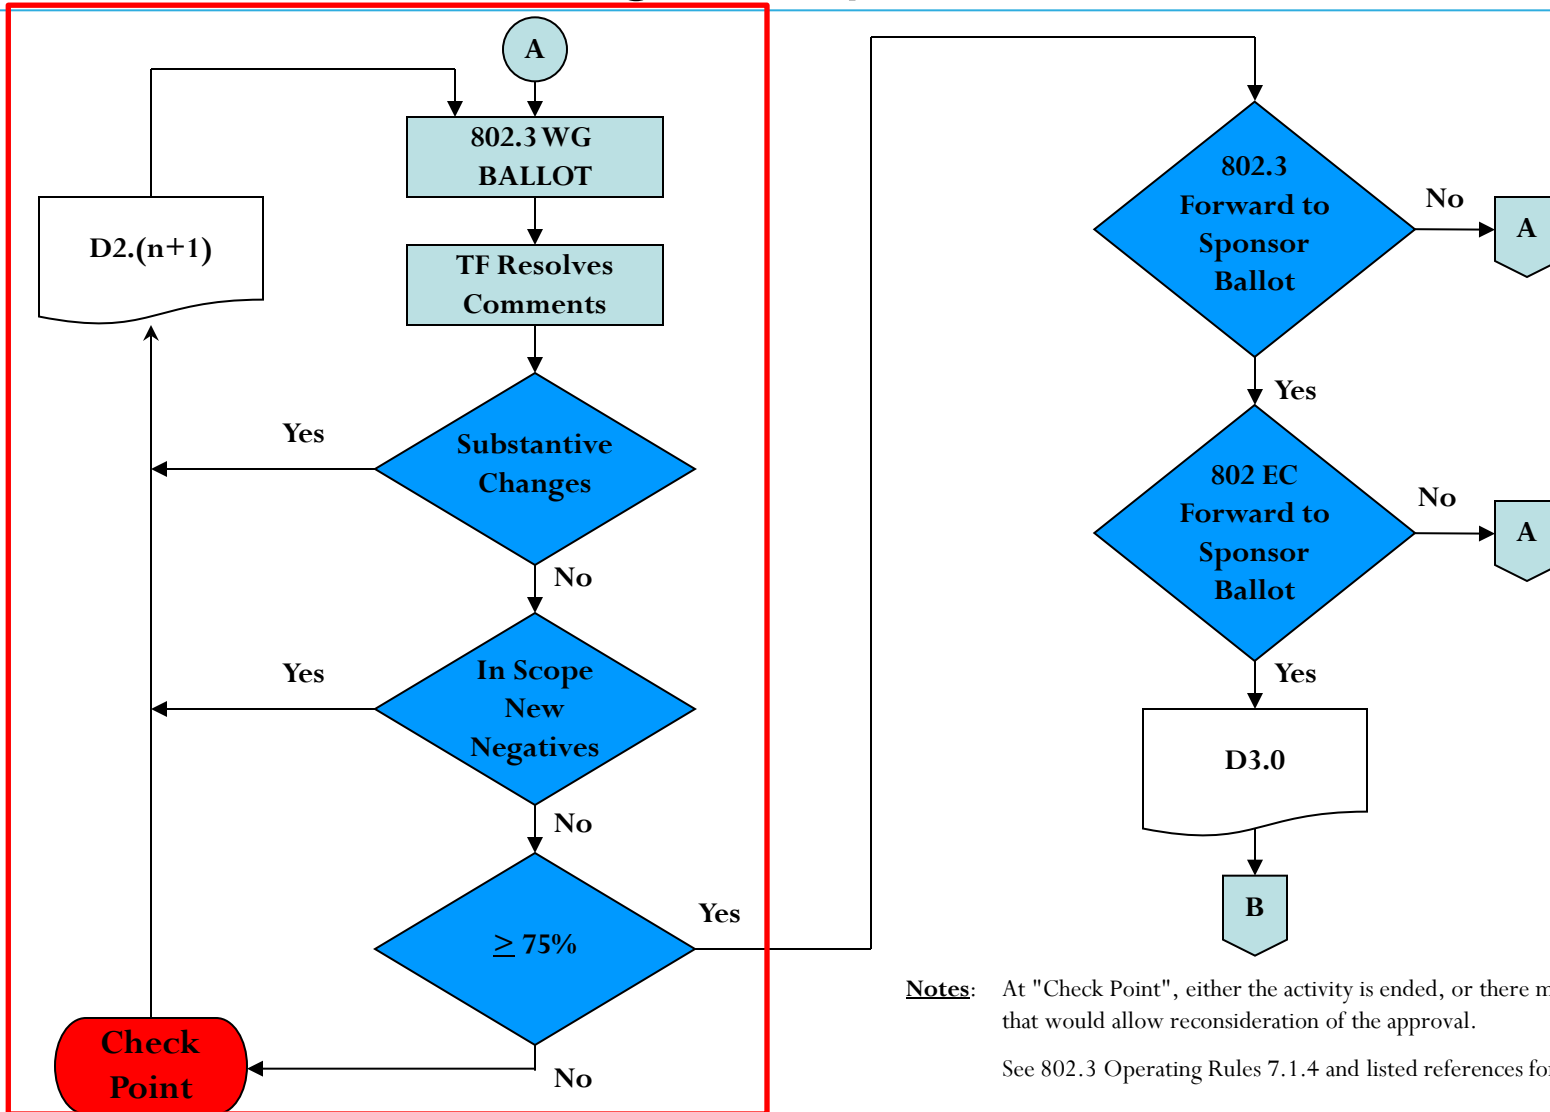 A
802.3 WG
BALLOT
D2.(n+1)
TF Resolves
Comments
Yes
Substantive
Changes
No
Yes
In Scope
New
Negatives
No
≥ 75%
Yes
No
Check
Point
802.3
Forward to
Sponsor
Ballot
No
A
Yes
802 EC
Forward to
Sponsor
Ballot
No
A
Yes
D3.0
B
Notes: At "Check Point", either the activity is ended, or there
that would allow reconsideration of the approval.
See 802.3 Operating Rules 7.1.4 and listed references for